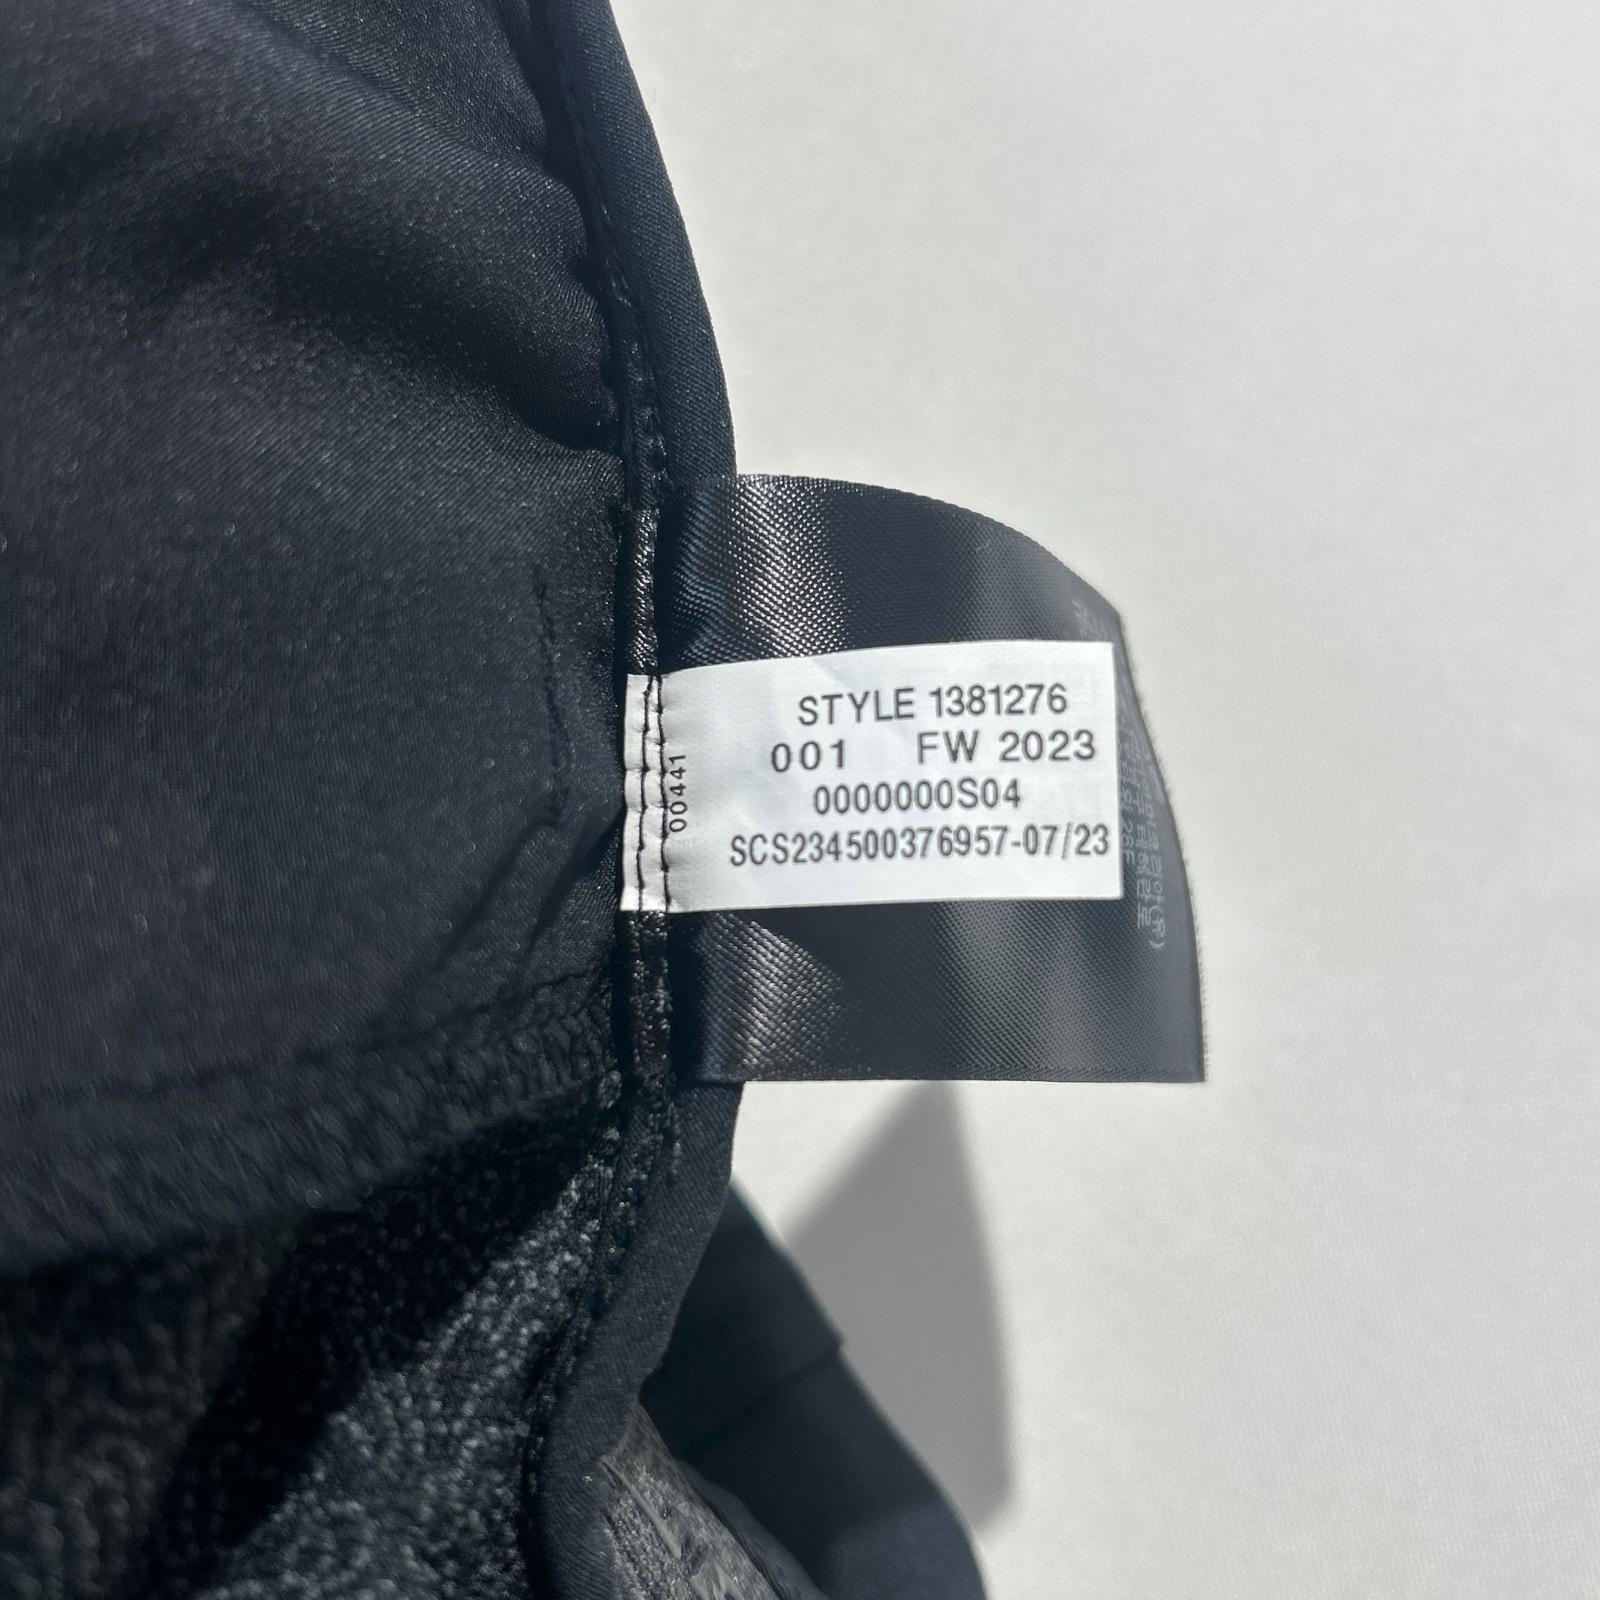 STYLE 1381276
001 FW 2023
0000000S04
SCS234500376957-07/23
00441